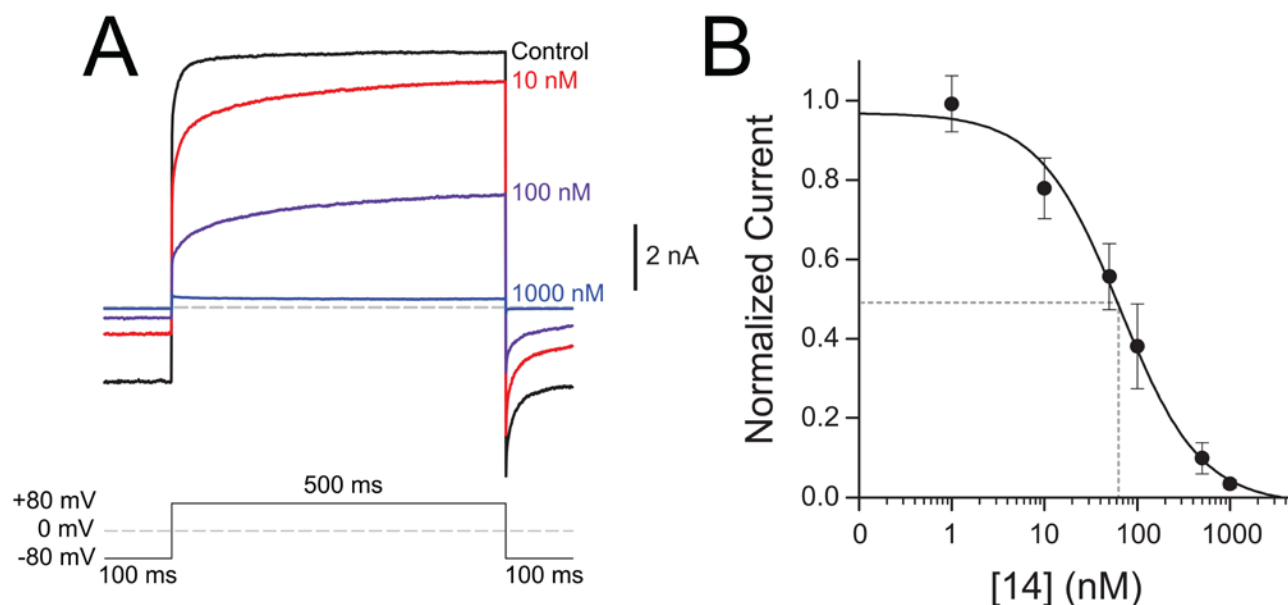 A
Control
10 nM
100 nM
2 nA
1000 nM
500 ms
+80 mV
0 mV
-80 mV
100 ms
100 ms
B
Normalized Current
1.0
0.8
0.6
0.4
0.2
0.0
0
1
10
100
1000
[14] (nM)